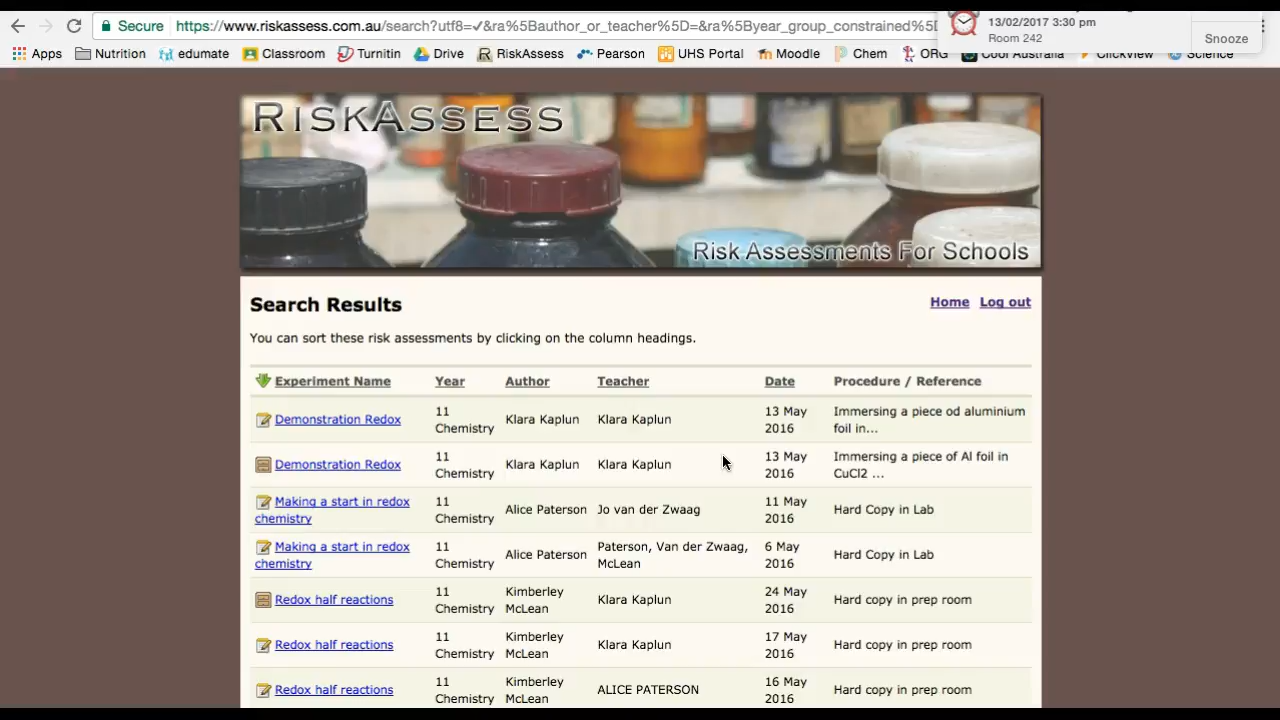 Secure https://www.riskassess.com.au/search?utf8=✓&ra%5Bauthor_or_teacher%5D=&ra%5Byear_group_constrained%5D
13/02/2017 3:30 pm
Room 242
Snooze
Apps Nutrition edumate Classroom Turnitin Drive RiskAssess Pearson UHS Portal Moodle Chem ORG Cool Australia ClickView Science
RISKASSESS
Risk Assessments For Schools
Search Results Home Log out
You can sort these risk assessments by clicking on the column headings.
Experiment Name Year Author Teacher Date Procedure / Reference
Demonstration Redox 11 Chemistry Klara Kaplun Klara Kaplun 13 May 2016 Immersing a piece od aluminium foil in...
Demonstration Redox 11 Chemistry Klara Kaplun Klara Kaplun 13 May 2016 Immersing a piece of Al foil in CuCl2 ...
Making a start in redox chemistry 11 Chemistry Alice Paterson Jo van der Zwaag 11 May 2016 Hard Copy in Lab
Making a start in redox chemistry 11 Chemistry Alice Paterson Paterson, Van der Zwaag, McLean 6 May 2016 Hard Copy in Lab
Redox half reactions 11 Chemistry Kimberley McLean Klara Kaplun 24 May 2016 Hard copy in prep room
Redox half reactions 11 Chemistry Kimberley McLean Klara Kaplun 17 May 2016 Hard copy in prep room
Redox half reactions 11 Chemistry Kimberley McLean ALICE PATERSON 16 May 2016 Hard copy in prep room